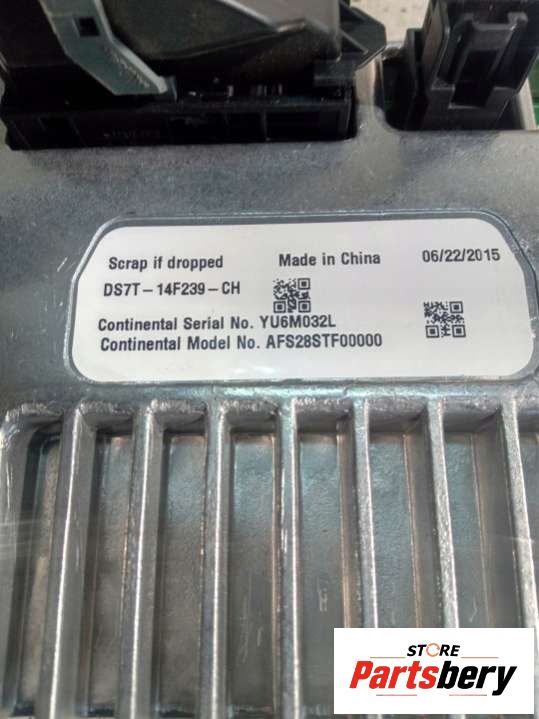 Scrap if dropped Made in China 06/22/2015
DS7T-14F239-CH
Continental Serial No. YU6M032L
Continental Model No. AFS28STF00000
STORE
Partsbery